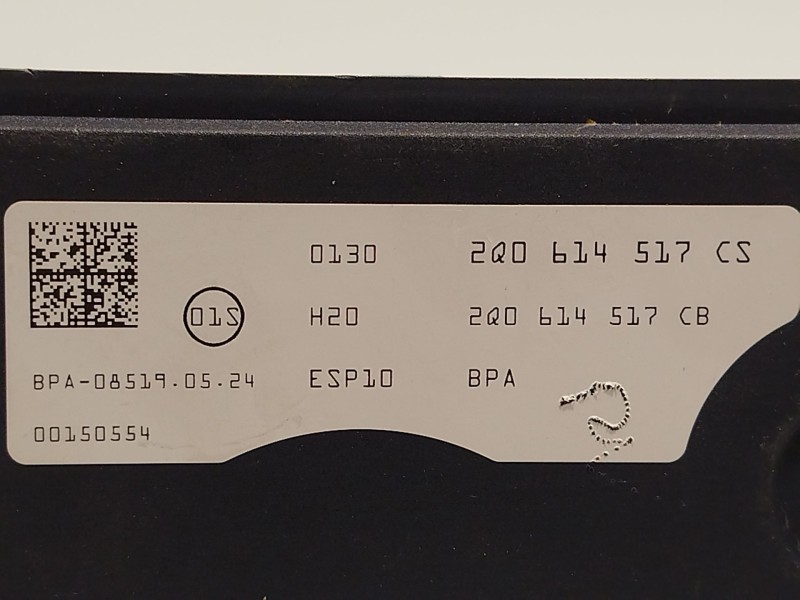 0130 2Q0 614 517 CS
01S H20 2Q0 614 517 CB
BPA-08519.05.24 ESP10 BPA
00150554